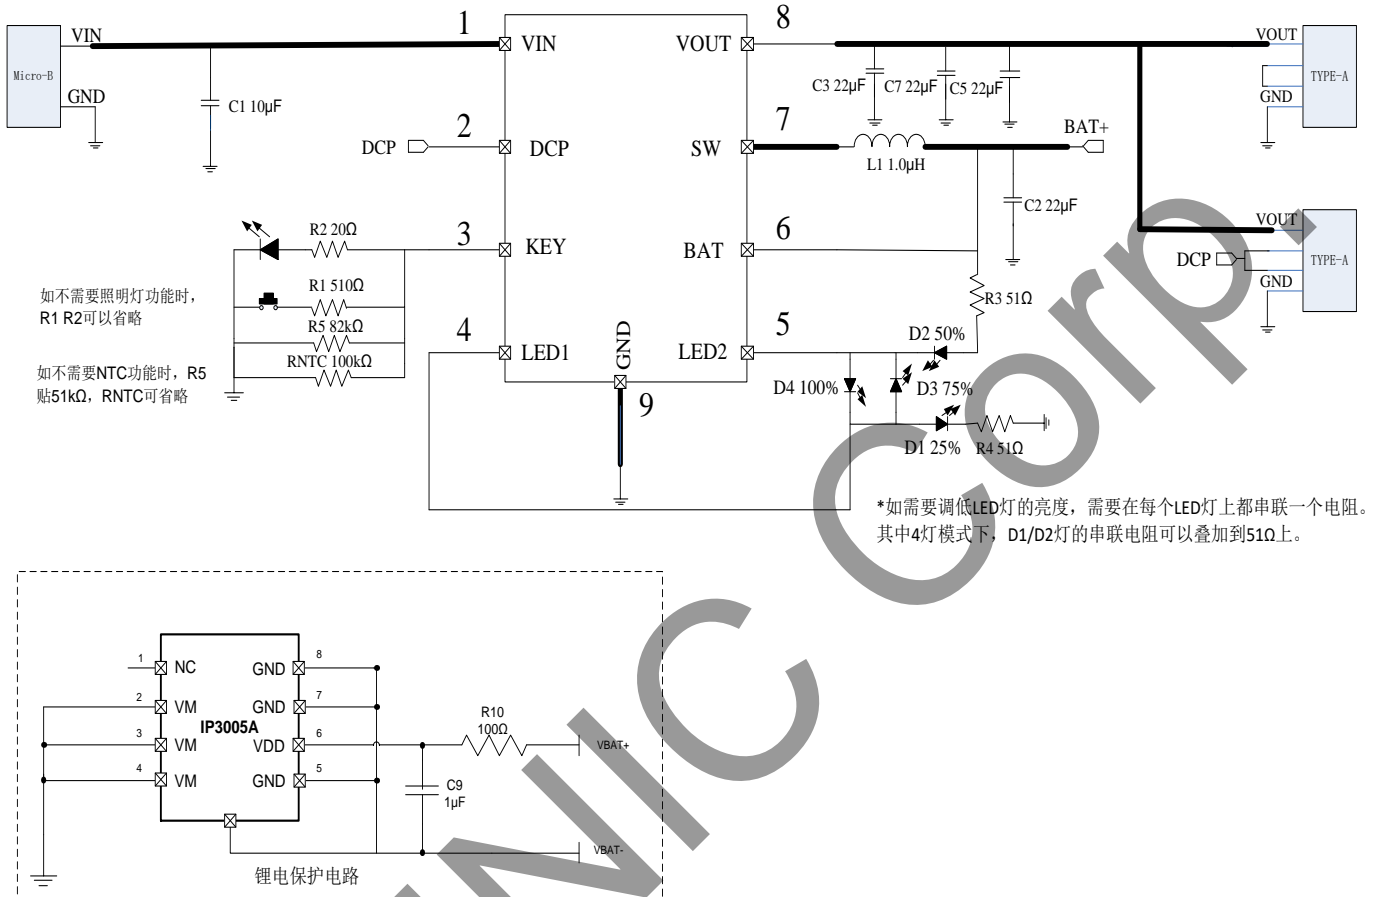 VIN
Micro-B
GND
C1 10μF
1
VIN
2
DCP
DCP
3
KEY
4
LED1
GND
9
8
VOUT
7
SW
6
BAT
5
LED2
R2 20Ω
R1 510Ω
R5 82kΩ
RNTC 100kΩ
如不需要照明灯功能时，
R1 R2可以省略
如不需要NTC功能时，R5
贴51kΩ，RNTC可省略
C3 22μF
C7 22μF
C5 22μF
L1 1.0μH
BAT+
C2 22μF
R3 51Ω
D2 50%
D4 100%
D3 75%
D1 25%
R4 51Ω
VOUT
GND
TYPE-A
VOUT
DCP
GND
TYPE-A
*如需要调低LED灯的亮度，需要在每个LED灯上都串联一个电阻。
其中4灯模式下，D1/D2灯的串联电阻可以叠加到51Ω上。
1
NC
2
VM
3
VM
4
VM
IP3005A
GND
8
GND
7
VDD
6
GND
5
R10
100Ω
C9
1μF
VBAT+
VBAT-
锂电保护电路
NIC Corp.